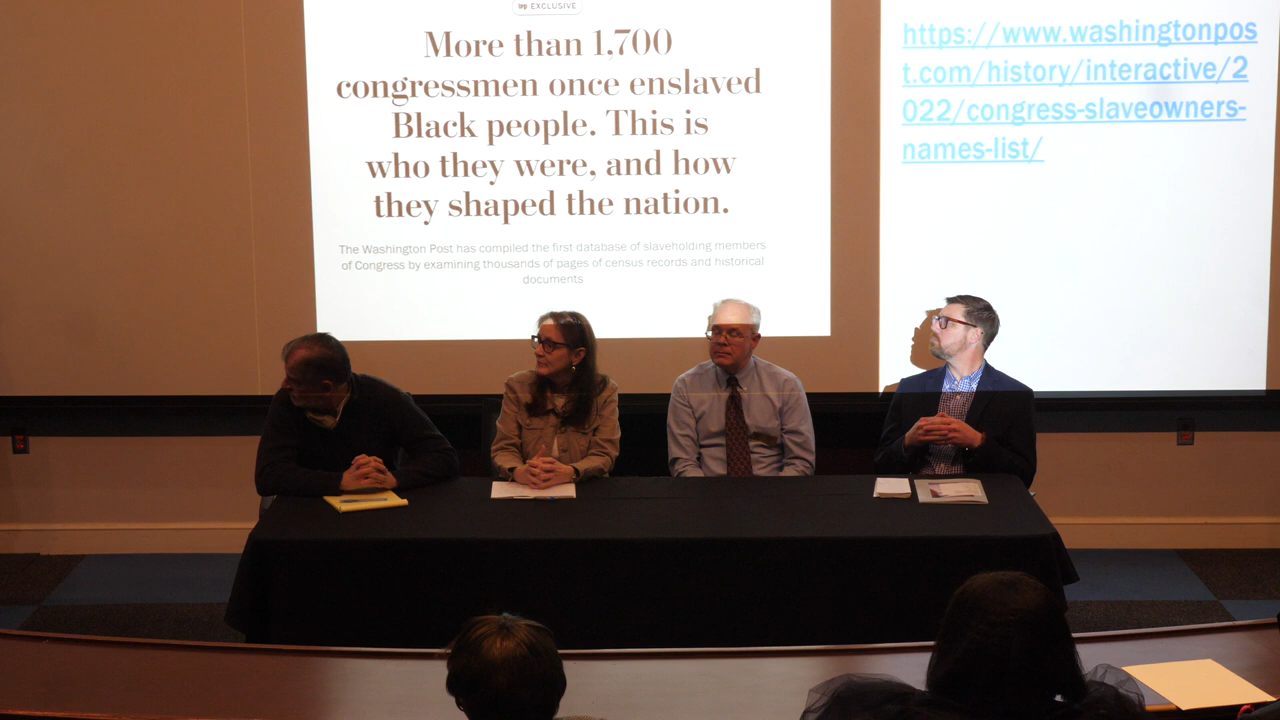 wp EXCLUSIVE
More than 1,700
congressmen once enslaved
Black people. This is
who they were, and how
they shaped the nation.
The Washington Post has compiled the first database of slaveholding members
of Congress by examining thousands of pages of census records and historical
documents
https://www.washingtonpos
t.com/history/interactive/2
022/congress-slaveowners-
names-list/